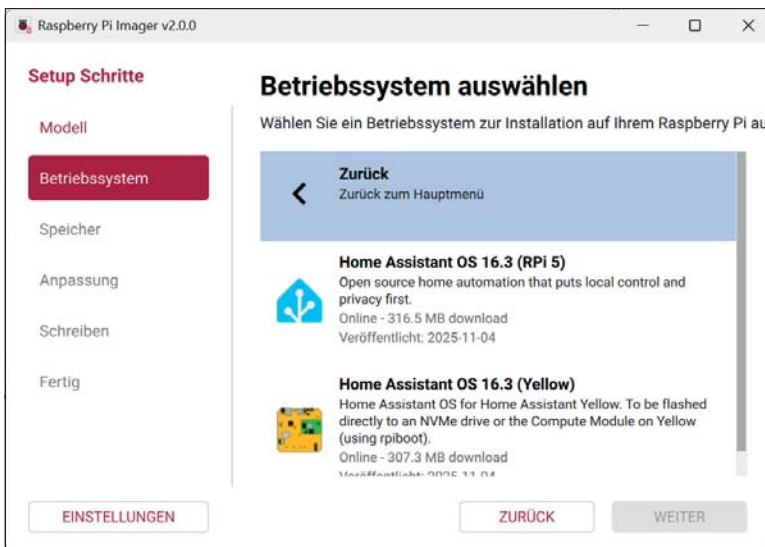 Raspberry Pi Imager v2.0.0
Setup Schritte
Modell
Betriebssystem
Speicher
Anpassung
Schreiben
Fertig
EINSTELLUNGEN
Betriebssystem auswählen
Wählen Sie ein Betriebssystem zur Installation auf Ihrem Raspberry Pi au
Zurück
Zurück zum Hauptmenü
Home Assistant OS 16.3 (RPi 5)
Open source home automation that puts local control and
privacy first.
Online - 316.5 MB download
Veröffentlicht: 2025-11-04
Home Assistant OS 16.3 (Yellow)
Home Assistant OS for Home Assistant Yellow. To be flashed
directly to an NVMe drive or the Compute Module on Yellow
(using rpiboot).
Online - 307.3 MB download
Veröffentlicht: 2025-11-04
ZURÜCK
WEITER